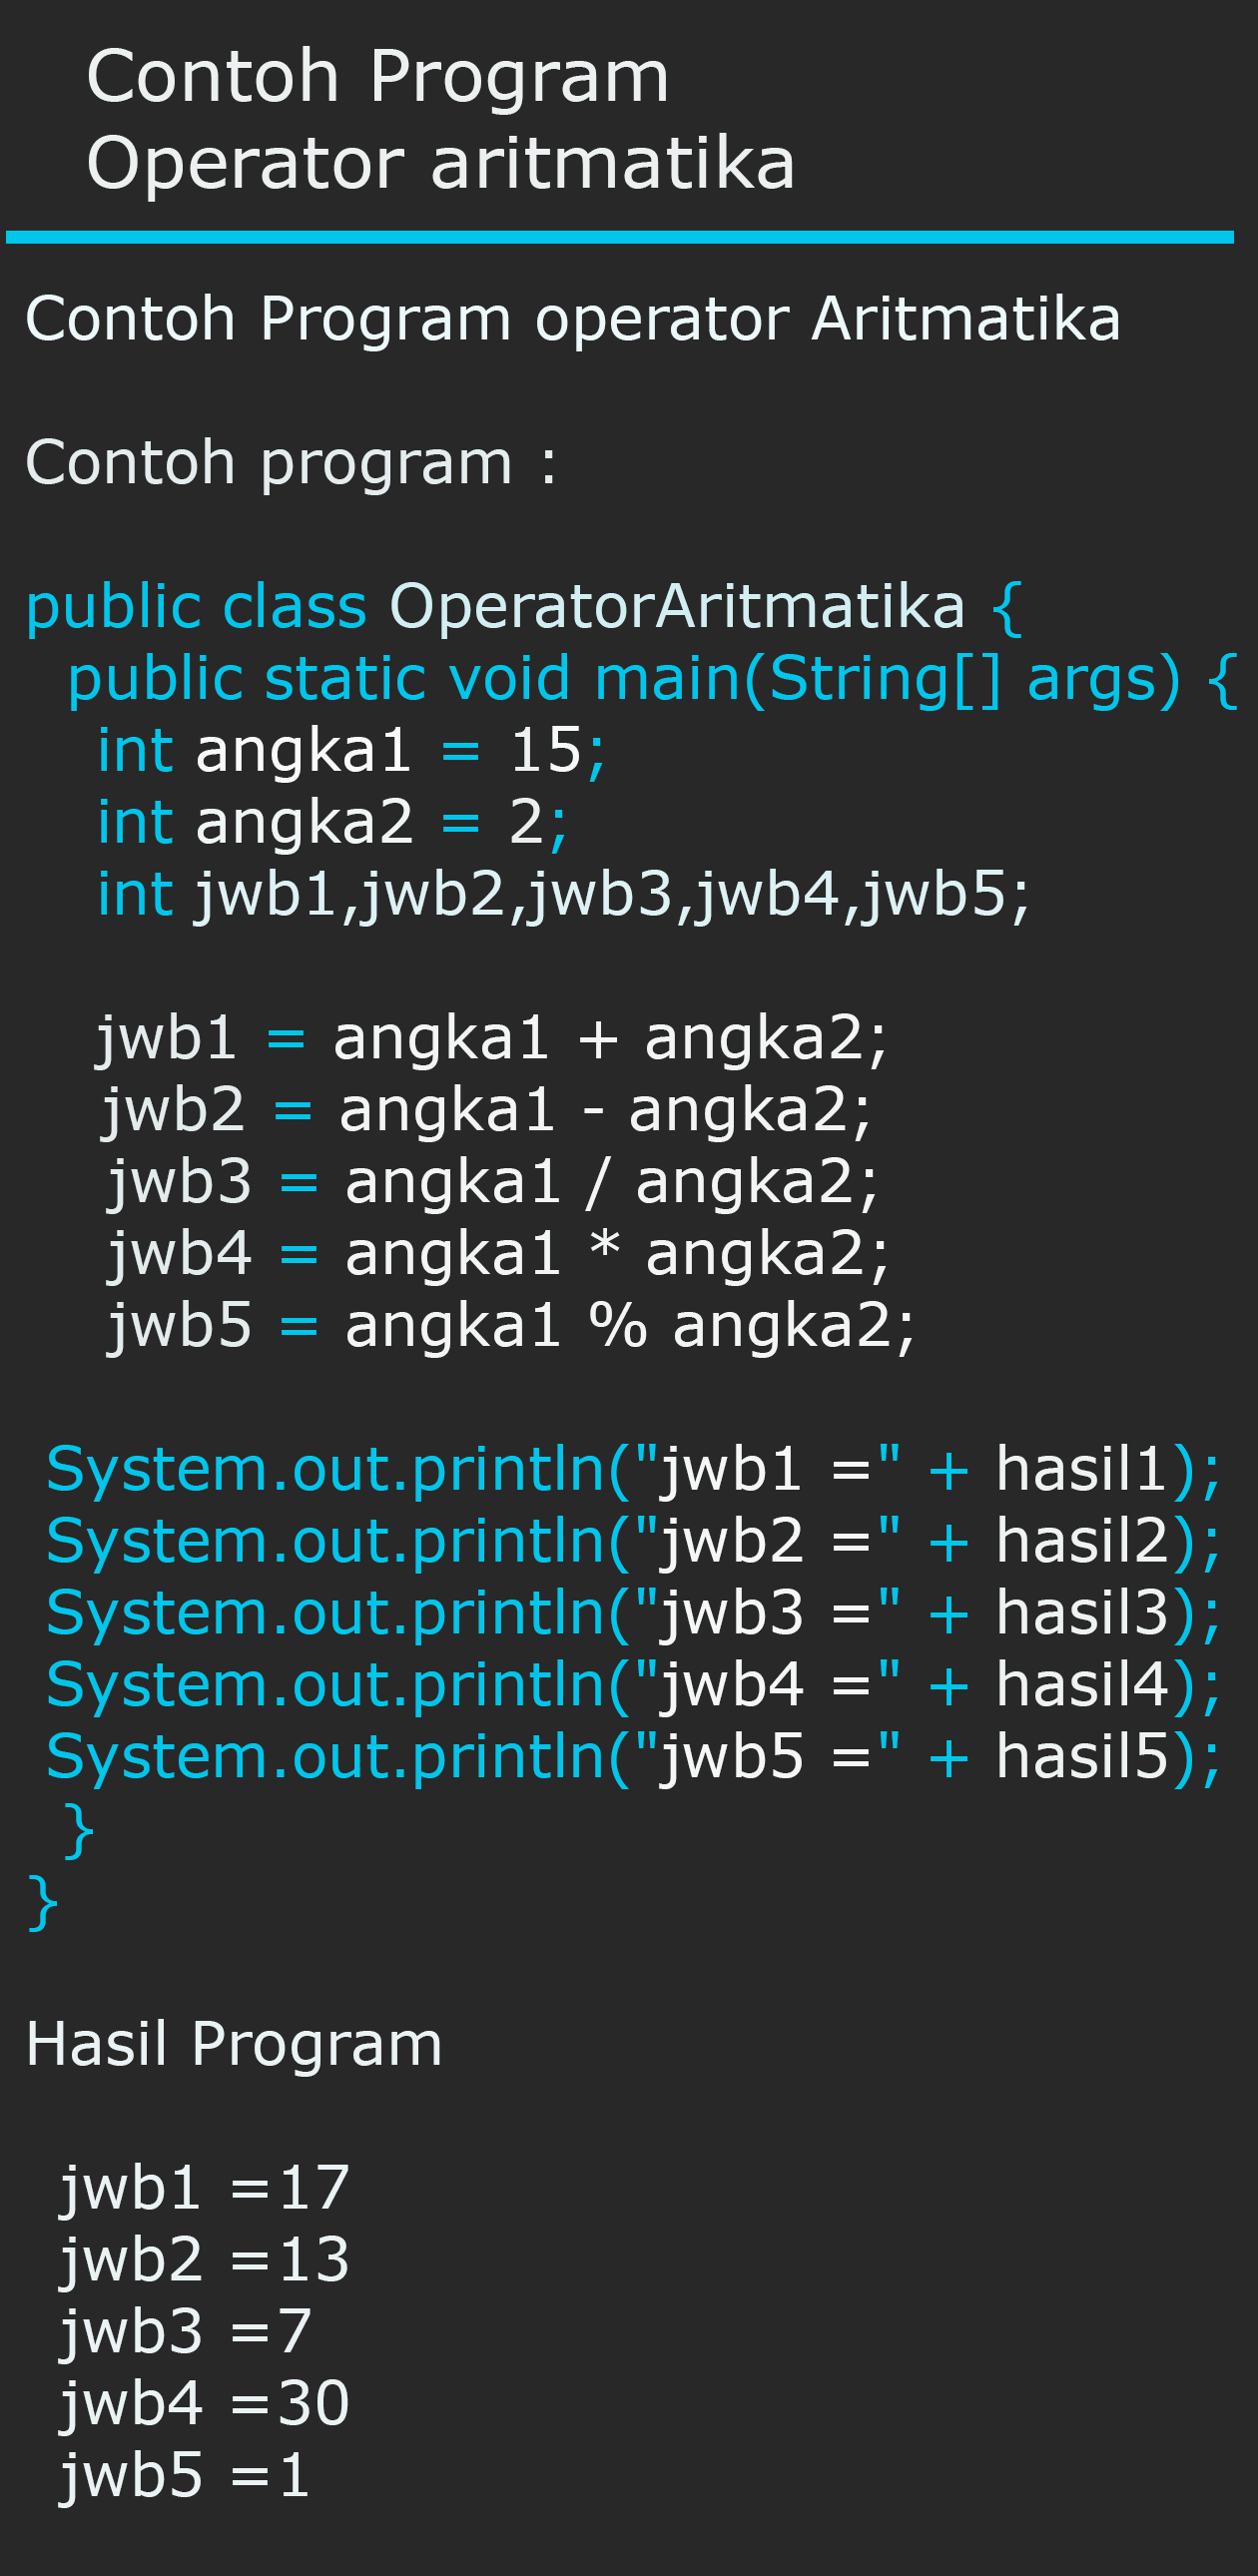 Contoh Program
Operator aritmatika
Contoh Program operator Aritmatika
Contoh program :
public class OperatorAritmatika {
public static void main(String[] args) {
int angka1 = 15;
int angka2 = 2;
int jwb1,jwb2,jwb3,jwb4,jwb5;
jwb1 = angka1 + angka2;
jwb2 = angka1 - angka2;
jwb3 = angka1 / angka2;
jwb4 = angka1 * angka2;
jwb5 = angka1 % angka2;
System.out.println("jwb1 =" + hasil1);
System.out.println("jwb2 =" + hasil2);
System.out.println("jwb3 =" + hasil3);
System.out.println("jwb4 =" + hasil4);
System.out.println("jwb5 =" + hasil5);
}
}
Hasil Program
jwb1 =17
jwb2 =13
jwb3 =7
jwb4 =30
jwb5 =1